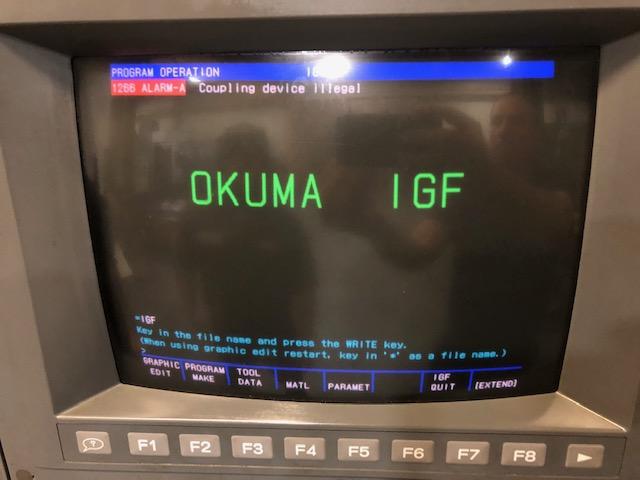 PROGRAM OPERATION
1266 ALARM-A Coupling device illegal
OKUMA IGF
*IGF
Key in the file name and press the WRITE key.
(When using graphic edit restart, key in '*' as a file name.)
>
GRAPHIC EDIT PROGRAM MAKE TOOL DATA MATL PARAMET IGF QUIT [EXTEND]
? F1 F2 F3 F4 F5 F6 F7 F8